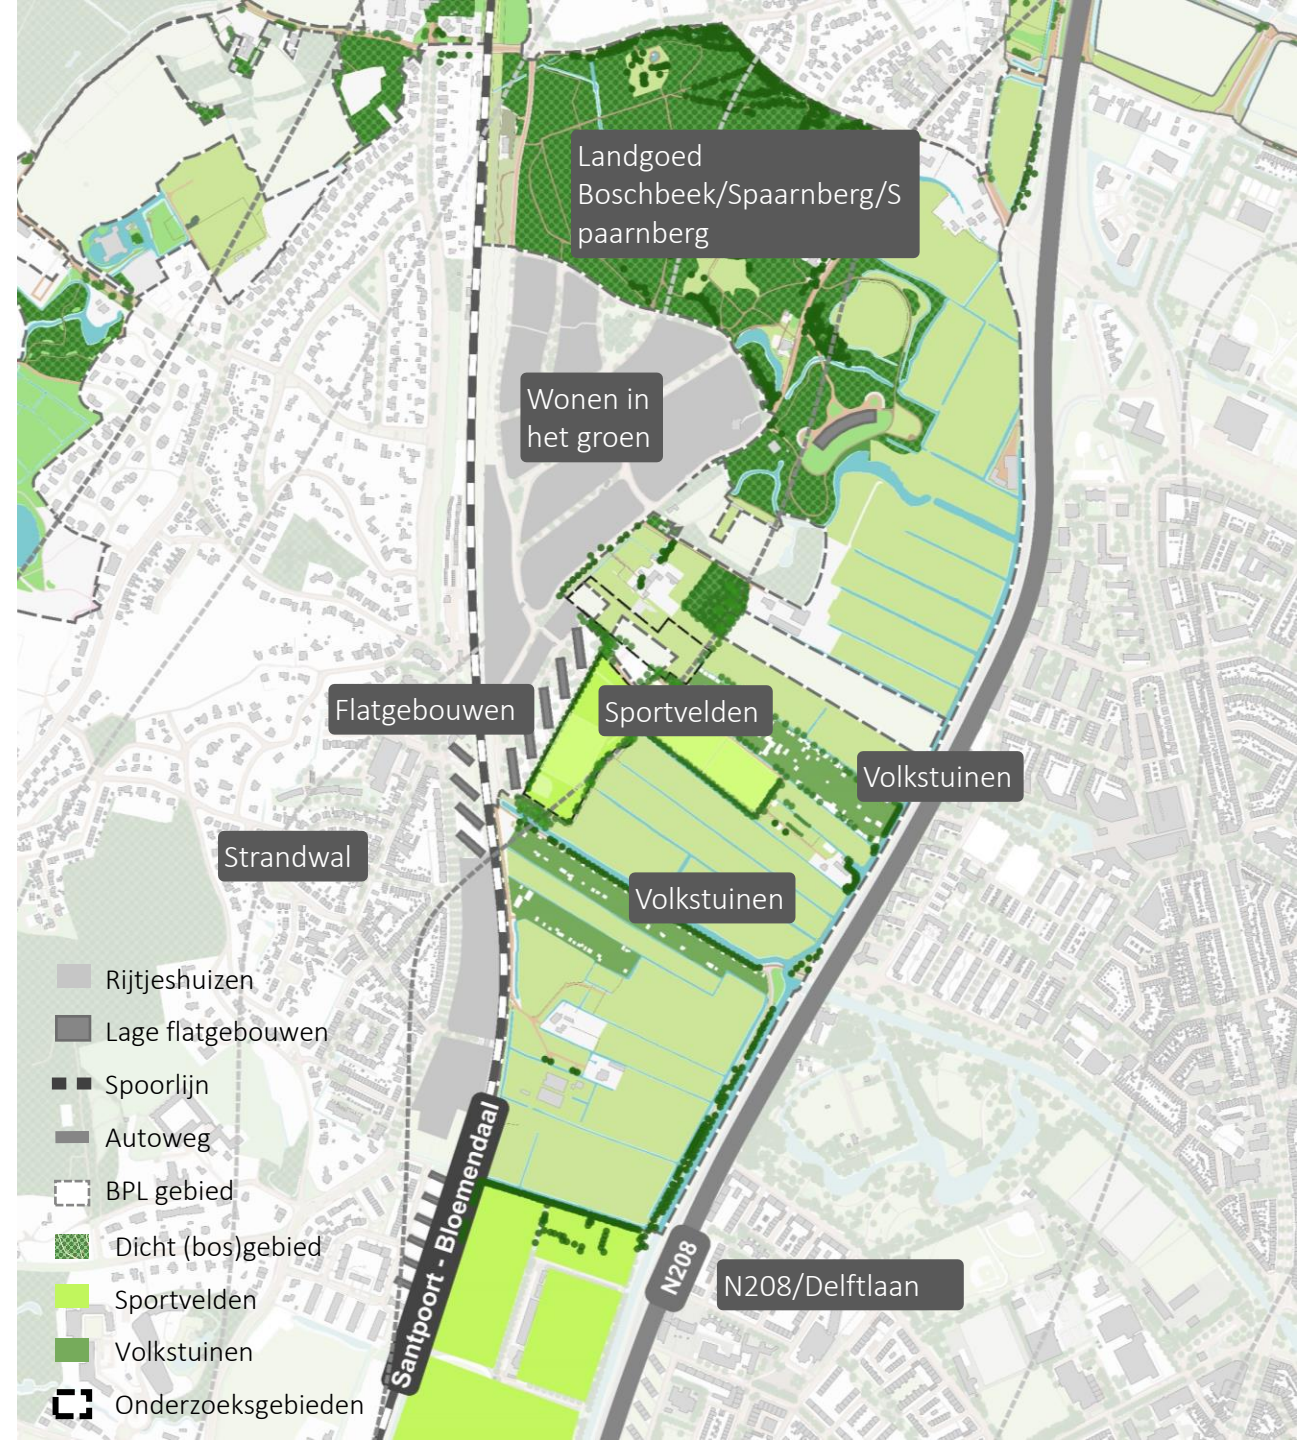 Landgoed
Boschbeek/Spaarnberg/S
paarnberg
Wonen in
het groen
Flatgebouwen
Sportvelden
Volkstuinen
Strandwal
Volkstuinen
Rijtjeshuizen
Lage flatgebouwen
Spoorlijn
Autoweg
BPL gebied
Dicht (bos)gebied
Sportvelden
Volkstuinen
Onderzoeksgebieden
Santpoort - Bloemendaal
N208
N208/Delftlaan